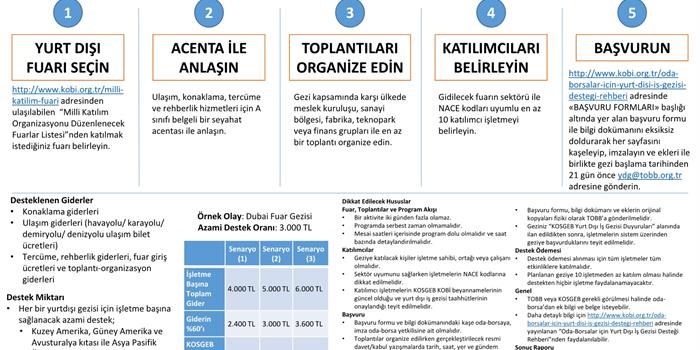 1
2
3
4
5
YURT DIŞI
FUARI SEÇİN
http://www.kobi.org.tr/milli-
katilim-fuari adresinden
ulaşılabilen "Milli Katılım
Organizasyonu Düzenlenecek
Fuarlar Listesi"nden katılmak
istediğiniz fuarı belirleyin.
ACENTA İLE
ANLAŞIN
Ulaşım, konaklama, tercüme
ve rehberlik hizmetleri için A
sınıfı belgeli bir seyahat
acentası ile anlaşın.
TOPLANTILARI
ORGANİZE EDİN
Gezi kapsamında karşı ülkede
meslek kuruluşu, sanayi
bölgesi, fabrika, teknopark
veya finans grupları ile en az
bir toplantı organize edin.
KATILIMCILARI
BELİRLEYİN
Gidilecek fuarın sektörü ile
NACE kodları uyumlu en az
10 katılımcı işletmeyi
belirleyin.
BAŞVURUN
http://www.kobi.org.tr/oda-
borsalar-icin-yurt-disi-is-gezisi-
destegi-rehberi adresinde
«BAŞVURU FORMLARI» başlığı
altında yer alan başvuru formu
ile bilgi dokümanını eksiksiz
doldurarak her sayfasını
kaşeleyip, imzalayın ve ekleri ile
birlikte gezi başlama tarihinden
21 gün önce ydg@tobb.org.tr
adresine gönderin.
Desteklenen Giderler
• Konaklama giderleri
• Ulaşım giderleri (havayolu/ karayolu/
demiryolu/ denizyolu ulaşım bilet
ücretleri)
• Tercüme, rehberlik giderleri, fuar giriş
ücretleri ve toplantı-organizasyon
giderleri
Destek Miktarı
• Her bir yurtdışı gezisi için işletme başına
sağlanacak azami destek;
• Kuzey Amerika, Güney Amerika ve
Avusturalya kıtası ile Asya Pasifik
Örnek Olay: Dubai Fuar Gezisi
Azami Destek Oranı: 3.000 TL
Senaryo (1) Senaryo (2) Senaryo (3)
İşletme
Başına
Toplam
Gider
4.000 TL 5.000 TL 6.000 TL
Giderin
%60'ı
2.400 TL 3.000 TL 3.600 TL
KOSGEB
Dikkat Edilecek Hususlar
Fuar, Toplantılar ve Program Akışı
• Bir aktivite iki günden fazla olamaz.
• Programda serbest zaman olmamalıdır.
• Mesai saatleri içerisinde program dolu olmalıdır ve saat
bazında detaylandırılmalıdır.
Katılımcılar
• Geziye katılacak kişiler işletme sahibi, ortağı veya çalışanı
olmalıdır.
• Sektör uyumunu sağlarken işletmelerin NACE kodlarına
dikkat edilmelidir.
• Katılımcı işletmelerin KOSGEB KOBİ beyannamelerinin
güncel olduğu ve yurt dışı iş gezisi taahhütlerinin
onaylandığı teyit edilmelidir.
Başvuru
• Başvuru formu ve bilgi dokümanındaki kaşe oda-borsaya,
imza oda-borsa yetkilisine ait olmalıdır.
• Toplantılar organize edilirken gerçekleştirilecek resmi
davet/kabul yazışmalarda tarih, saat, yer ve gündem
• Başvuru formu, bilgi dokümanı ve eklerin orijinal
kopyaları fiziki olarak TOBB'a gönderilmelidir.
• Geziniz "KOSGEB Yurt Dışı İş Gezisi Duyuruları" alanında
ilan edildikten sonra, işletmelerin sistem üzerinden
geziye başvurduklarını teyit edilmelidir.
Destek Ödemesi
• Destek ödemesi alınması için tüm işletmeler tüm
etkinliklere katılmalıdır.
• Planlanan geziye 10 işletmeden az katılım olması halinde
destekten hiçbir işletme faydalanamayacaktır.
Genel
• TOBB veya KOSGEB gerekli görülmesi halinde oda-
borsa'dan ek bilgi ve belge isteyebilir.
• Daha detaylı bilgi için http://www.kobi.org.tr/oda-
borsalar-icin-yurt-disi-is-gezisi-destegi-rehberi adresinde
yayınlanan "Oda-Borsalar için Yurt Dışı İş Gezisi Desteği
Rehberi"nden faydalanılabilir.
Sonuç Raporu